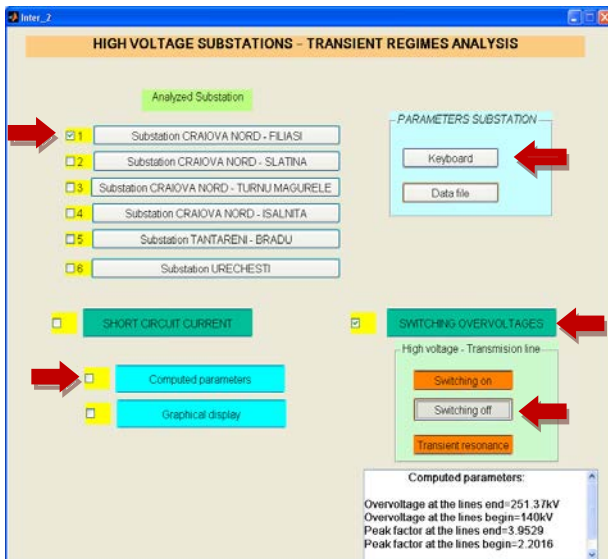 Inter_2
HIGH VOLTAGE SUBSTATIONS - TRANSIENT REGIMES ANALYSIS
Analyzed Substation
1 Substation CRAIOVA NORD - FILIASI
2 Substation CRAIOVA NORD - SLATINA
3 Substation CRAIOVA NORD - TURNU MAGURELE
4 Substation CRAIOVA NORD - ISALNITA
5 Substation TANTARENI - BRADU
6 Substation URECHESTI
PARAMETERS SUBSTATION
Keyboard
Data file
SHORT CIRCUIT CURRENT
Computed parameters
Graphical display
SWITCHING OVERVOLTAGES
High voltage - Transmision line
Switching on
Switching off
Transient resonance
Computed parameters:
Overvoltage at the lines end=251.37kV
Overvoltage at the lines begin=140kV
Peak factor at the lines end=3.9529
Peak factor at the lines begin=2.2016